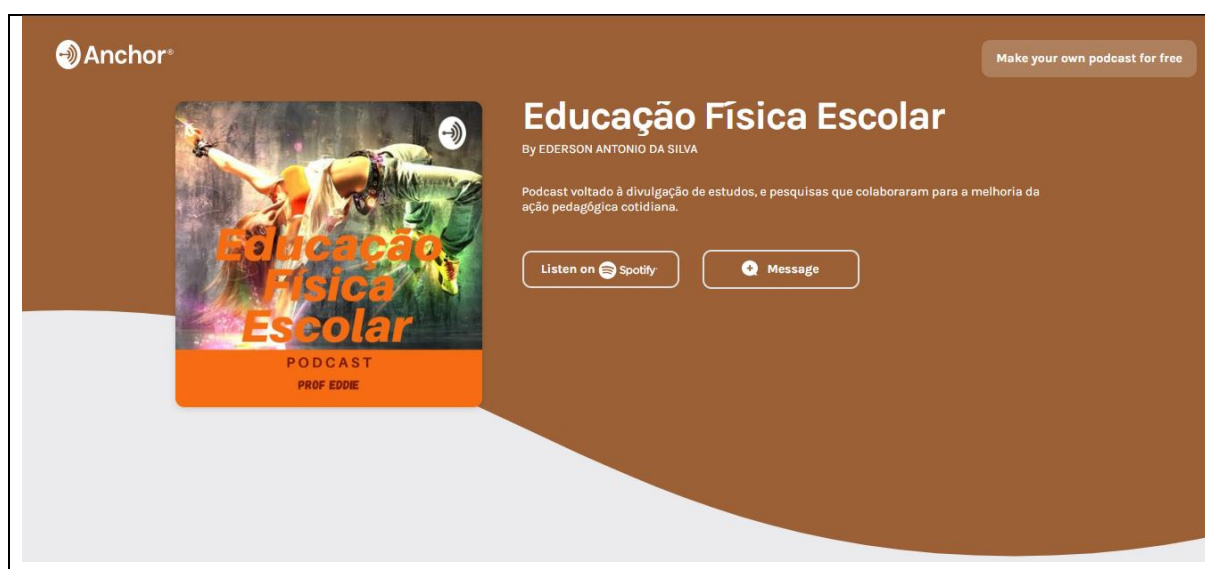 Anchor®
Make your own podcast for free
Educação Física Escolar
By EDERSON ANTONIO DA SILVA
Podcast voltado à divulgação de estudos, e pesquisas que colaboraram para a melhoria da
ação pedagógica cotidiana.
Listen on Spotify
Message
Educação
Física
Escolar
PODCAST
PROF EDDIE